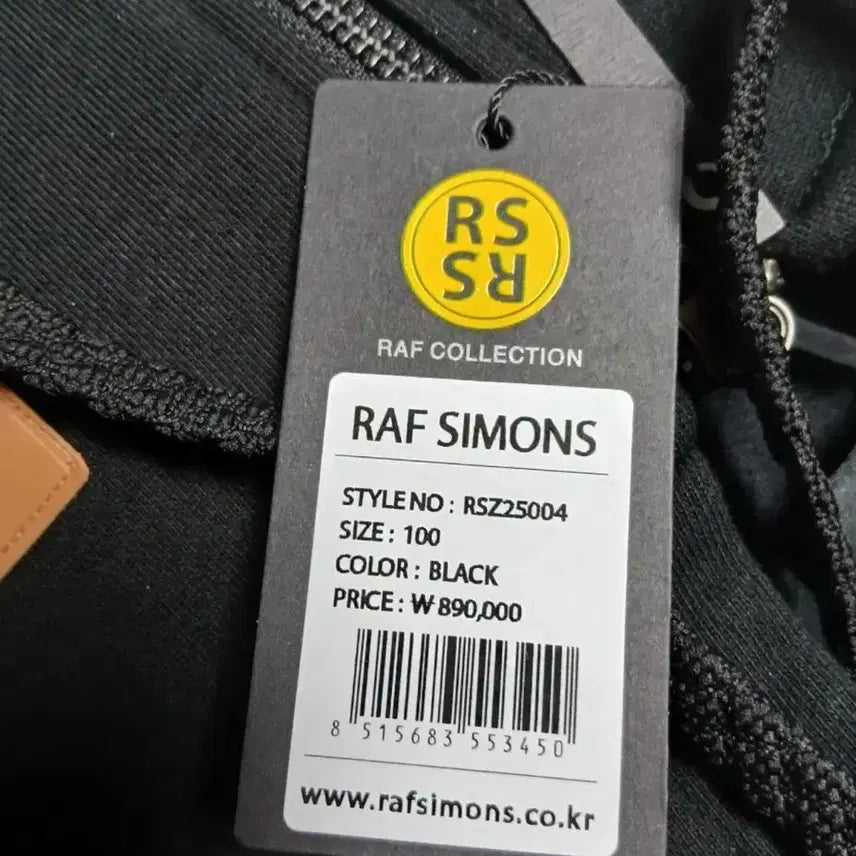 RS
SR
RAF COLLECTION
RAF SIMONS
STYLE NO : RSZ25004
SIZE : 100
COLOR : BLACK
PRICE : ₩890,000
8 515683 553450
www.rafsimons.co.kr